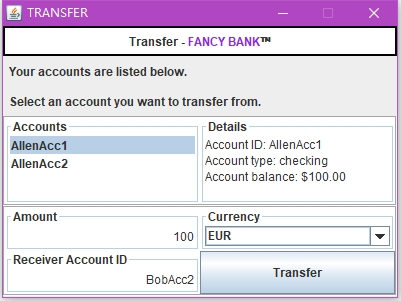 TRANSFER
Transfer - FANCY BANK™
Your accounts are listed below.
Select an account you want to transfer from.
Accounts
AllenAcc1
AllenAcc2
Details
Account ID: AllenAcc1
Account type: checking
Account balance: $100.00
Amount
100
Currency
EUR
Receiver Account ID
BobAcc2
Transfer